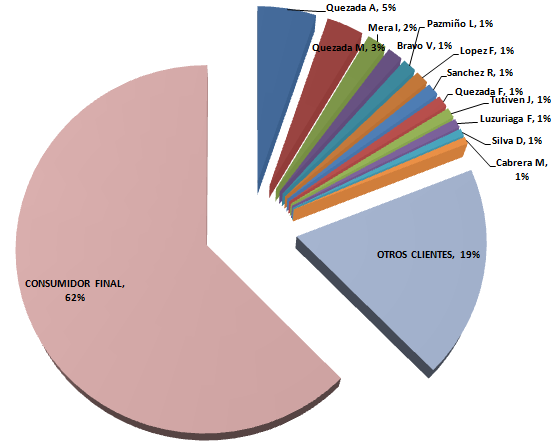 Quezada A, 5%
Quezada M, 3%
Mera I, 2%
Bravo V, 1%
Pazmiño L, 1%
Lopez F, 1%
Sanchez R, 1%
Quezada F, 1%
Tutiven J, 1%
Luzuriaga F, 1%
Silva D, 1%
Cabrera M,
1%
OTROS CLIENTES, 19%
CONSUMIDOR FINAL,
62%